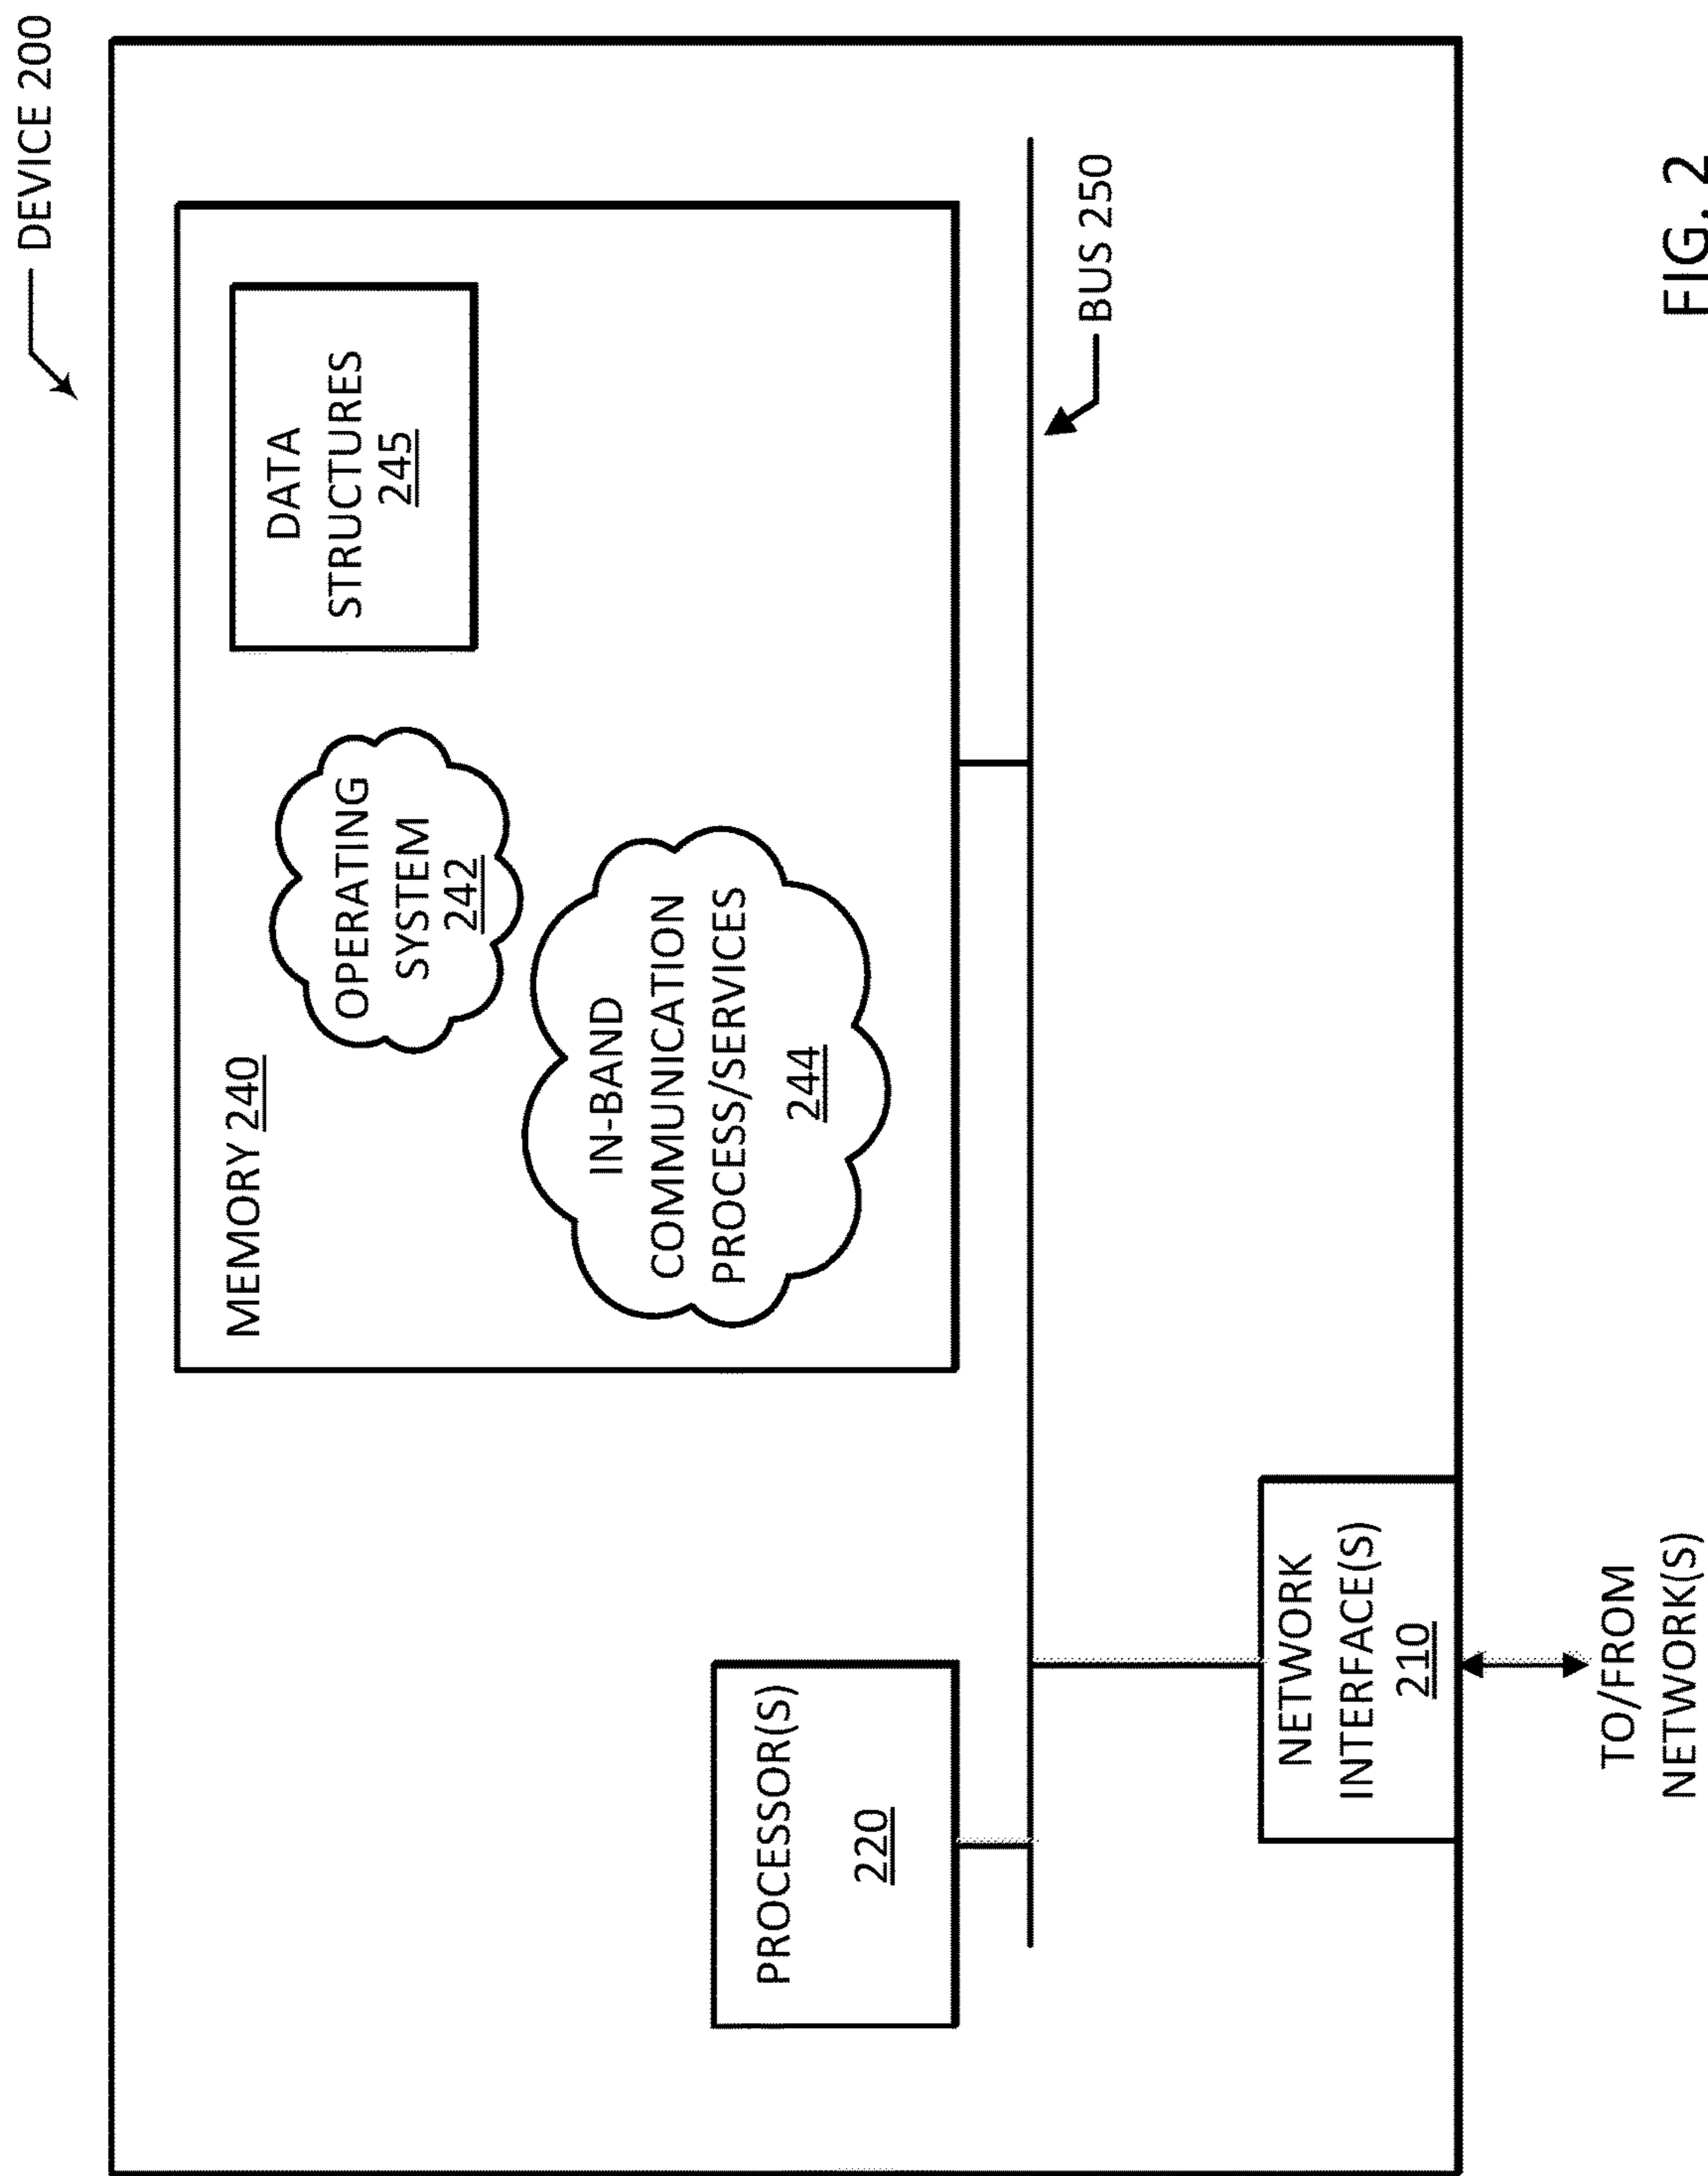 DEVICE 200
MEMORY 240
OPERATING
SYSTEM
242
DATA
STRUCTURES
245
IN-BAND
COMMUNICATION
PROCESS/SERVICES
244
PROCESSOR(S)
220
BUS 250
NETWORK
INTERFACE(S)
210
TO/FROM
NETWORK(S)
FIG. 2